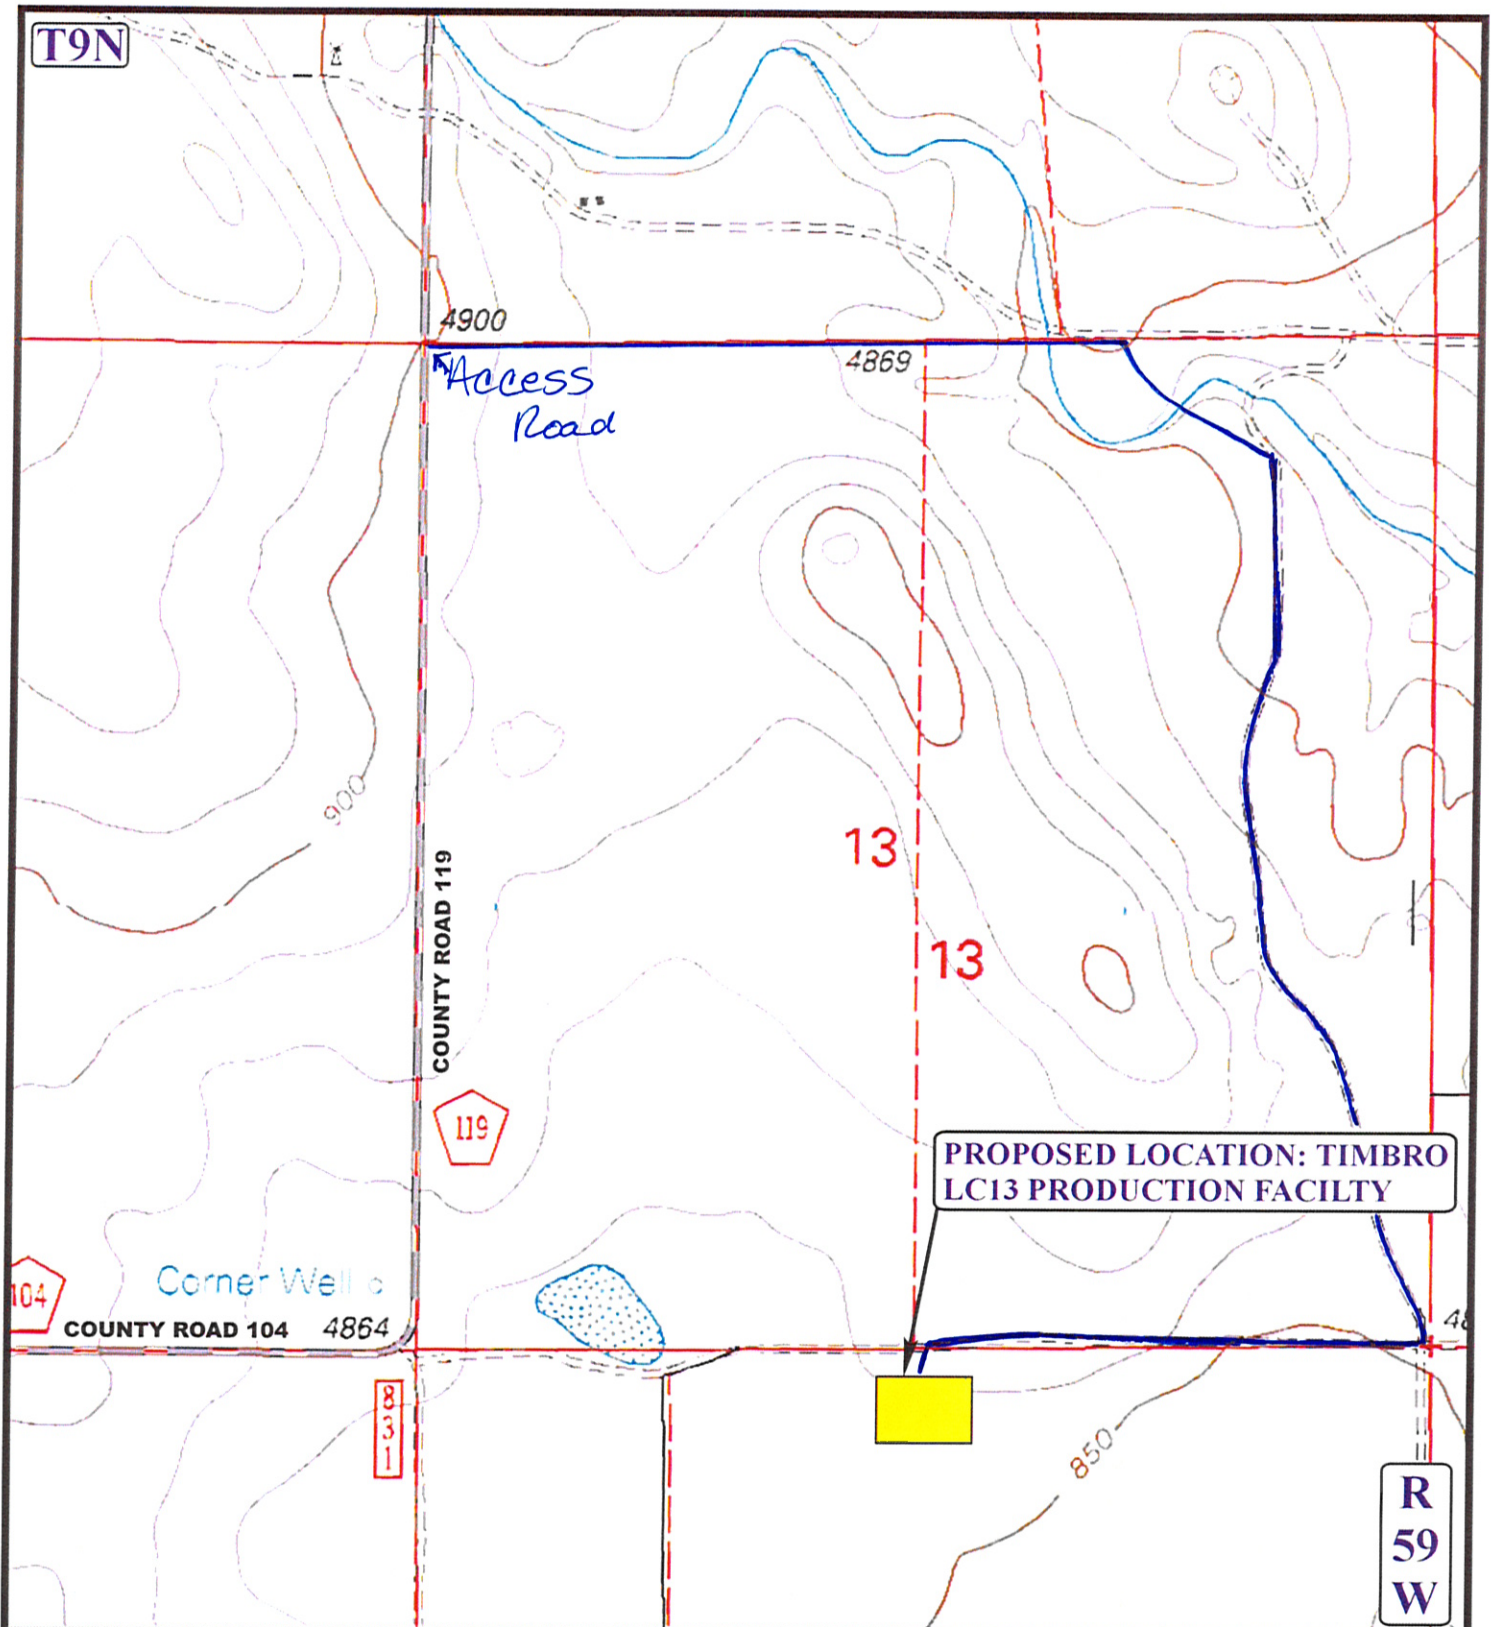 T9N
4900
4869
Access
Road
900
COUNTY ROAD 119
13
13
119
PROPOSED LOCATION: TIMBRO
LC13 PRODUCTION FACILTY
104
Corner Well
COUNTY ROAD 104
4864
48
831
850
R
59
W